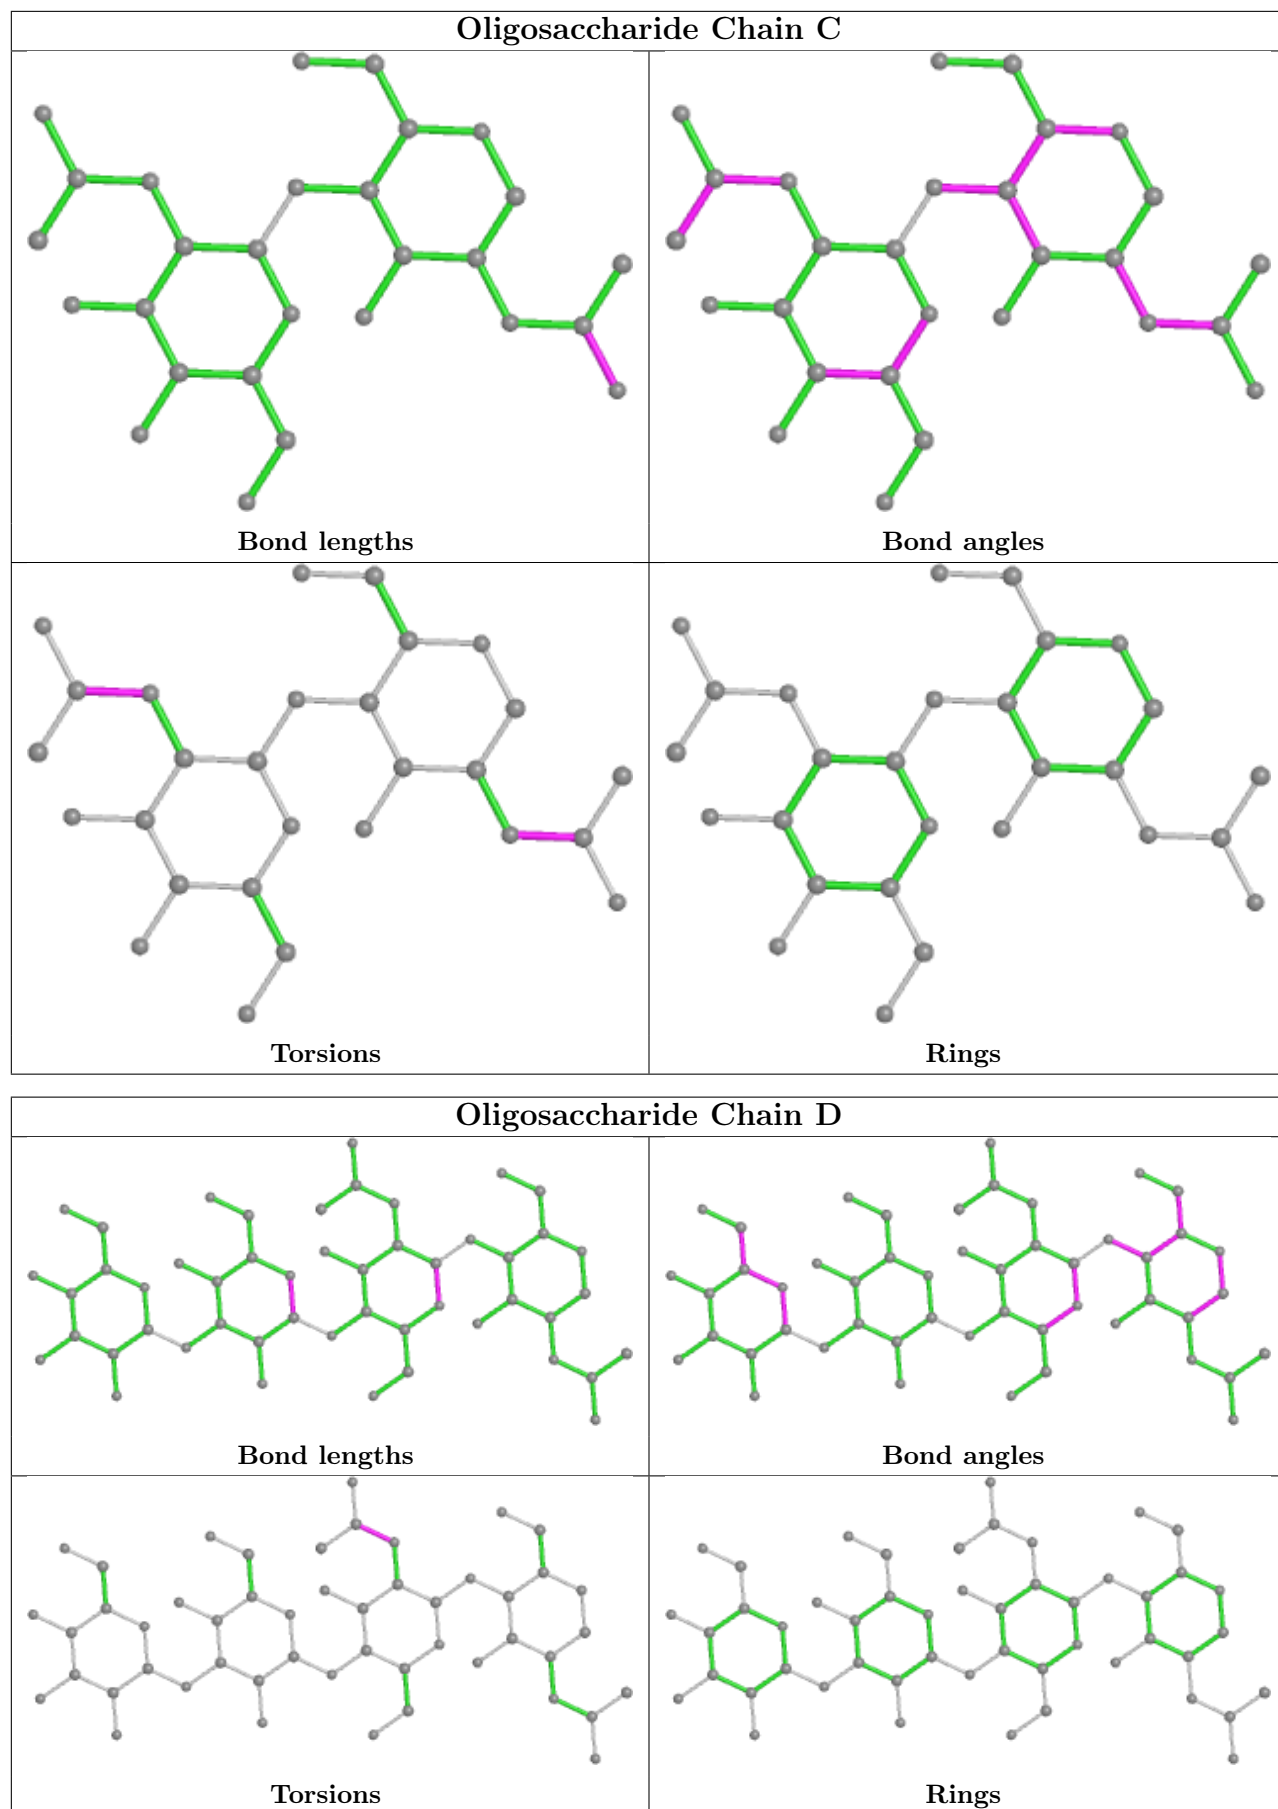 Oligosaccharide Chain C
Bond lengths
Bond angles
Torsions
Rings
Oligosaccharide Chain D
Bond lengths
Bond angles
Torsions
Rings